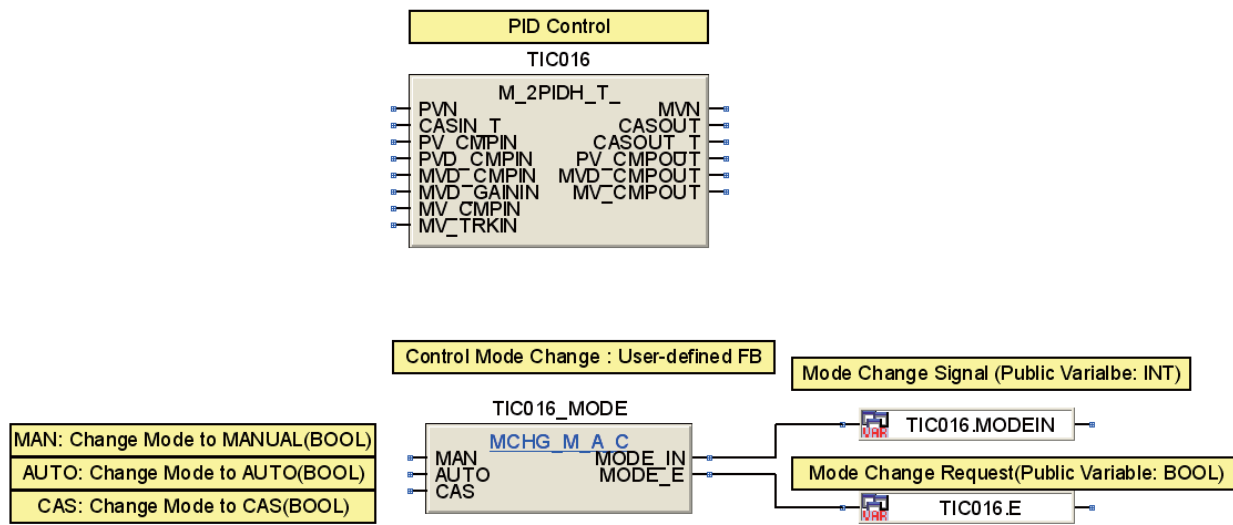 PID Control
TIC016
M_2PIDH_T_
PVN MVN
CASIN_T CASOUT
PV_CMPIN CASOUT_T
PVD_CMPIN PV_CMPOUT
MVD_CMPIN MVD_CMPOUT
MVD_GAININ MV_CMPOUT
MV_CMPIN
MV_TRKIN
Control Mode Change : User-defined FB
Mode Change Signal (Public Varialbe: INT)
TIC016_MODE
MAN: Change Mode to MANUAL(BOOL)
AUTO: Change Mode to AUTO(BOOL)
CAS: Change Mode to CAS(BOOL)
MCHG_M_A_C
MAN MODE_IN
AUTO MODE_E
CAS
VAR TIC016.MODEIN
Mode Change Request(Public Variable: BOOL)
VAR TIC016.E